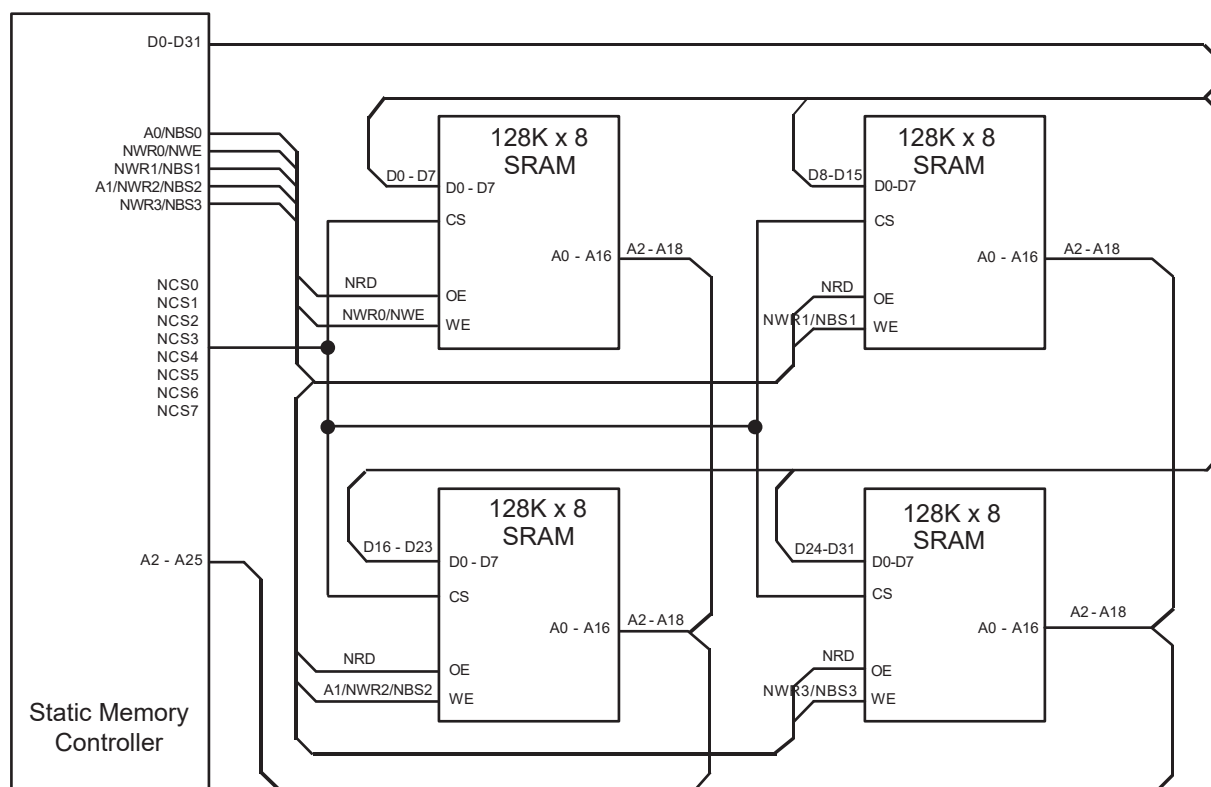 D0-D31
A0/NBS0
NWR0/NWE
NWR1/NBS1
A1/NWR2/NBS2
NWR3/NBS3
NCS0
NCS1
NCS2
NCS3
NCS4
NCS5
NCS6
NCS7
A2 - A25
Static Memory
Controller
128K x 8
SRAM
D0 - D7
D0 - D7
CS
A0 - A16
A2 - A18
NRD
OE
NWR0/NWE
WE
128K x 8
SRAM
D8-D15
D0-D7
CS
A0 - A16
A2 - A18
NRD
OE
NWR1/NBS1
WE
128K x 8
SRAM
D16 - D23
D0 - D7
CS
A0 - A16
A2 - A18
NRD
OE
A1/NWR2/NBS2
WE
128K x 8
SRAM
D24-D31
D0-D7
CS
A0 - A16
A2 - A18
NRD
OE
NWR3/NBS3
WE